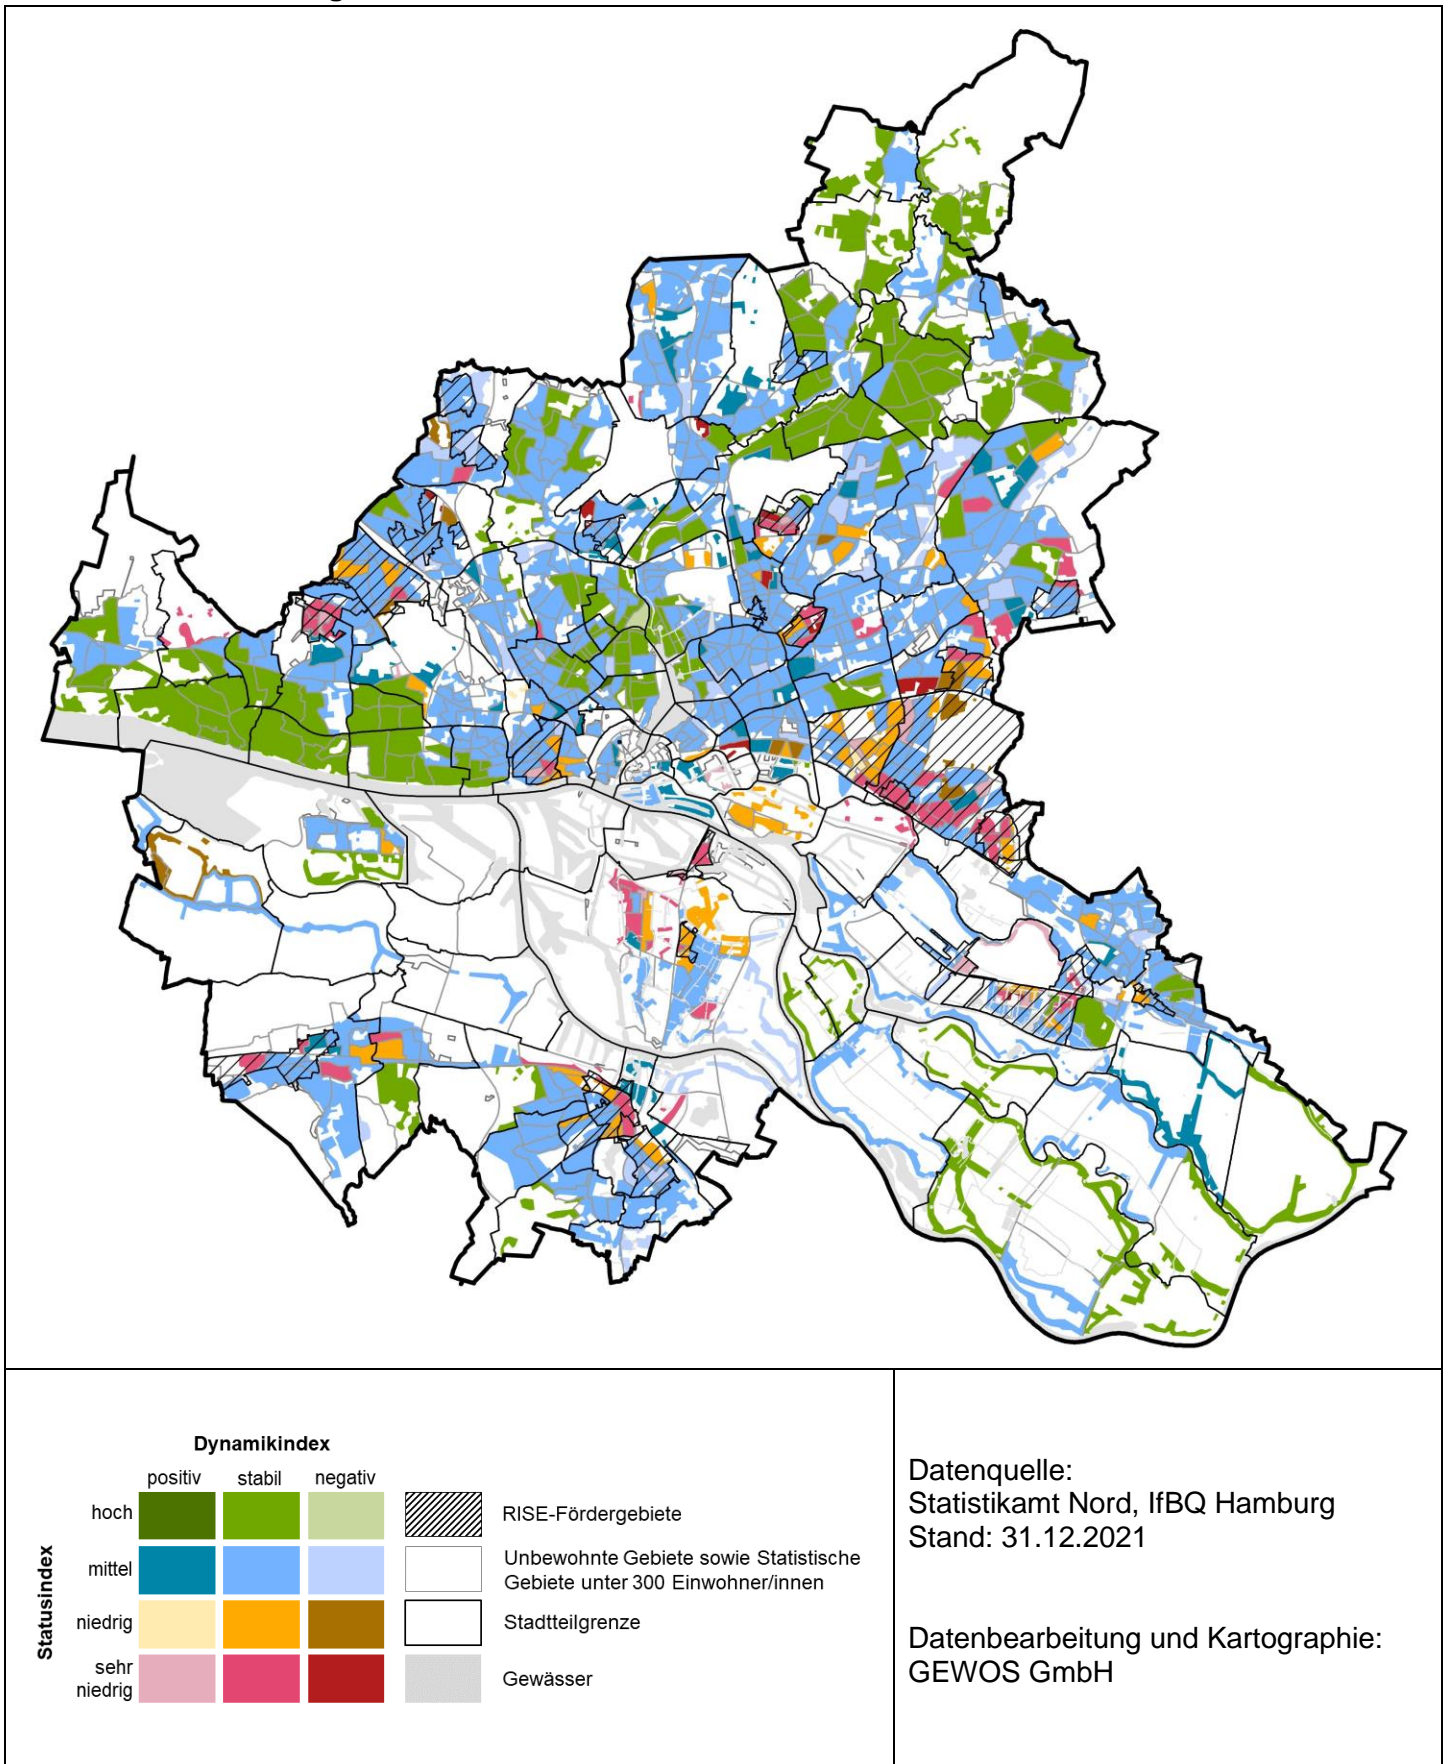 Dynamikindex
positiv stabil negativ
Statusindex
hoch
mittel
niedrig
sehr
niedrig
RISE-Fördergebiete
Unbewohnte Gebiete sowie Statistische
Gebiete unter 300 Einwohner/innen
Stadtteilgrenze
Gewässer
Datenquelle:
Statistikamt Nord, IfBQ Hamburg
Stand: 31.12.2021
Datenbearbeitung und Kartographie:
GEWOS GmbH